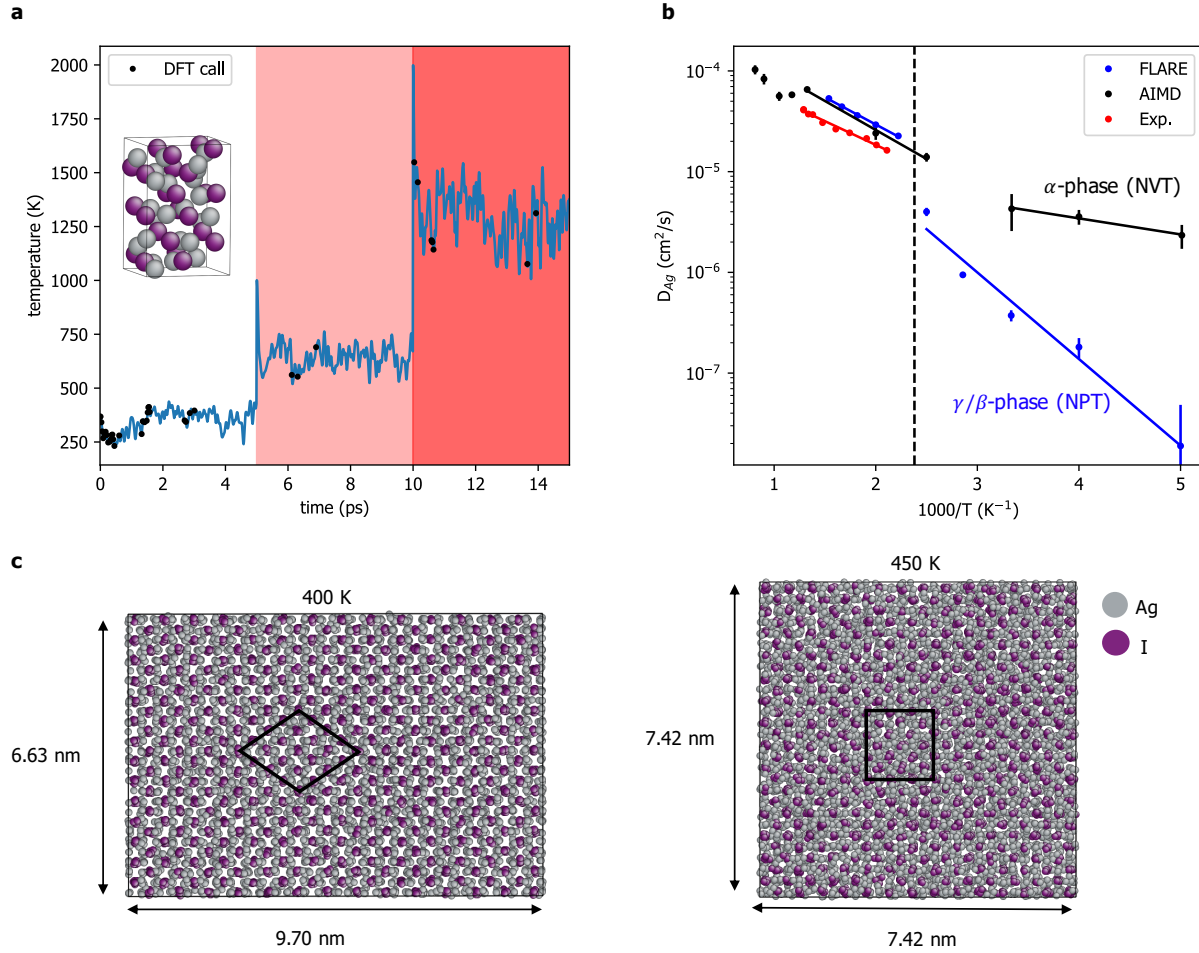 a
2000
1750
1500
1250
1000
750
500
250
temperature (K)
DFT call
0 2 4 6 8 10 12 14
time (ps)
b
10⁻⁴
10⁻⁵
10⁻⁶
10⁻⁷
D_Ag (cm²/s)
FLARE
AIMD
Exp.
α-phase (NVT)
γ/β-phase (NPT)
1 2 3 4 5
1000/T (K⁻¹)
c
400 K
6.63 nm
9.70 nm
450 K
7.42 nm
7.42 nm
Ag
I